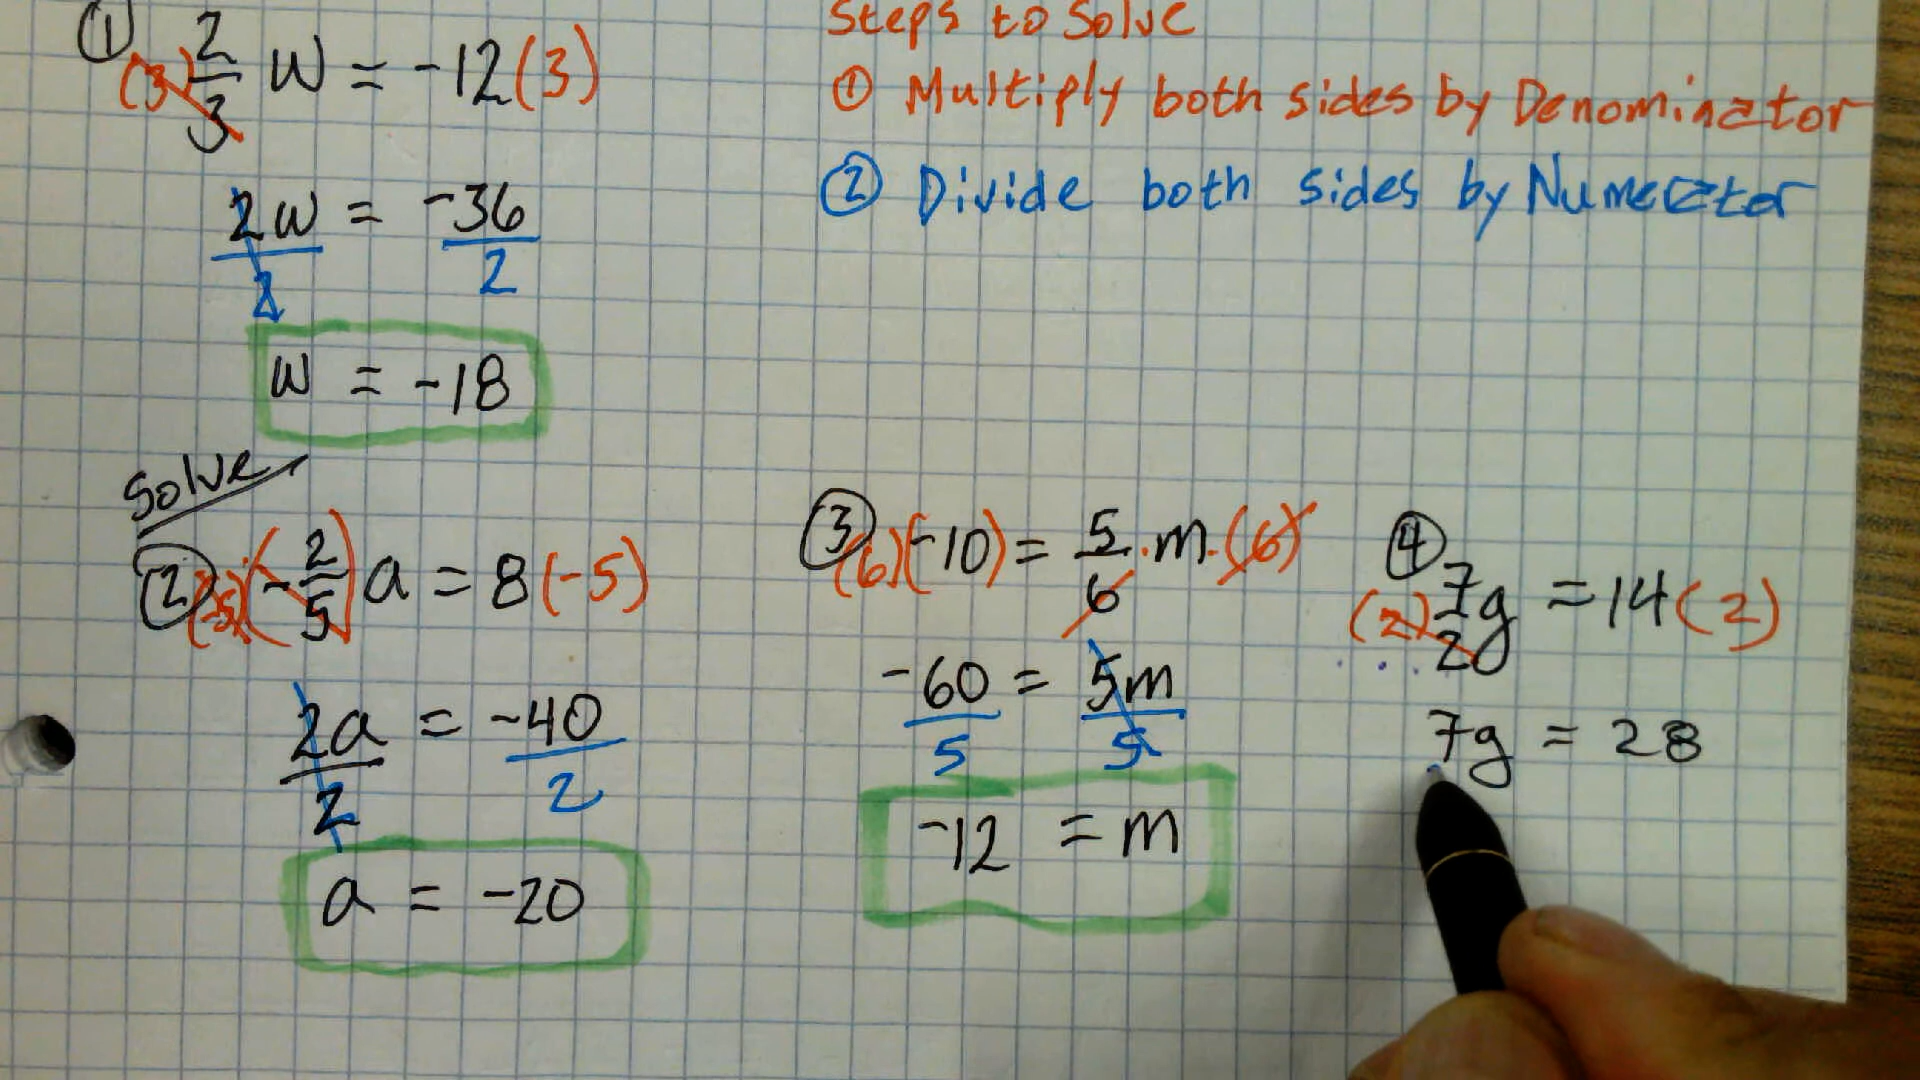 ① 
(3) 2/3 w = -12(3)
2w/2 = -36/2
w = -18
Steps to Solve
① Multiply both sides by Denominator
② Divide both sides by Numerator
Solve
② (-5)(-2/5)a = 8(-5)
2a/2 = -40/2
a = -20
③ (6)(-10) = 5/6 · m · (6)
-60/5 = 5m/5
-12 = m
④ (2) 7g/2 = 14(2)
7g = 28